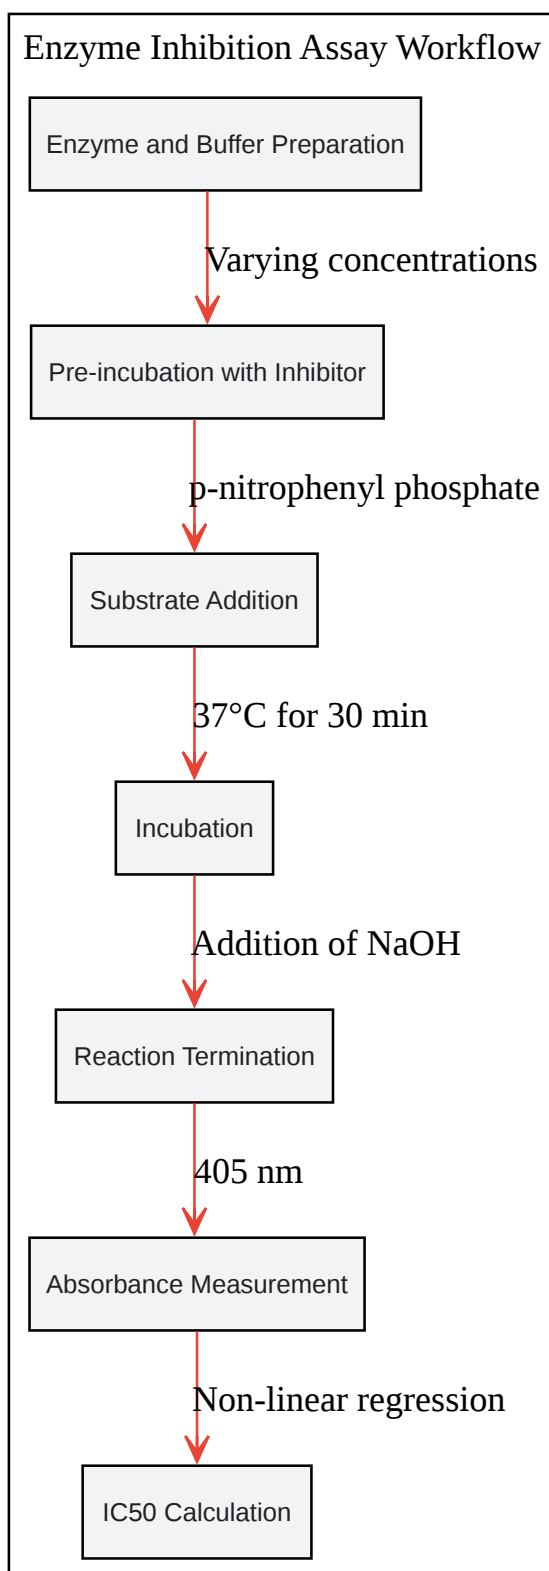 Enzyme Inhibition Assay Workflow
Enzyme and Buffer Preparation
Varying concentrations
Pre-incubation with Inhibitor
p-nitrophenyl phosphate
Substrate Addition
37°C for 30 min
Incubation
Addition of NaOH
Reaction Termination
405 nm
Absorbance Measurement
Non-linear regression
IC50 Calculation